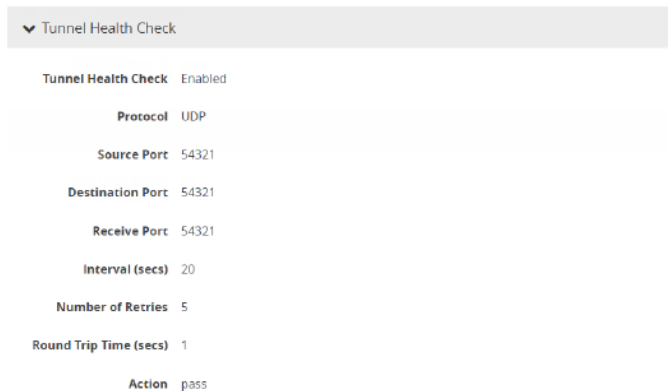 Tunnel Health Check
Tunnel Health Check Enabled
Protocol UDP
Source Port 54321
Destination Port 54321
Receive Port 54321
Interval (secs) 20
Number of Retries 5
Round Trip Time (secs) 1
Action pass